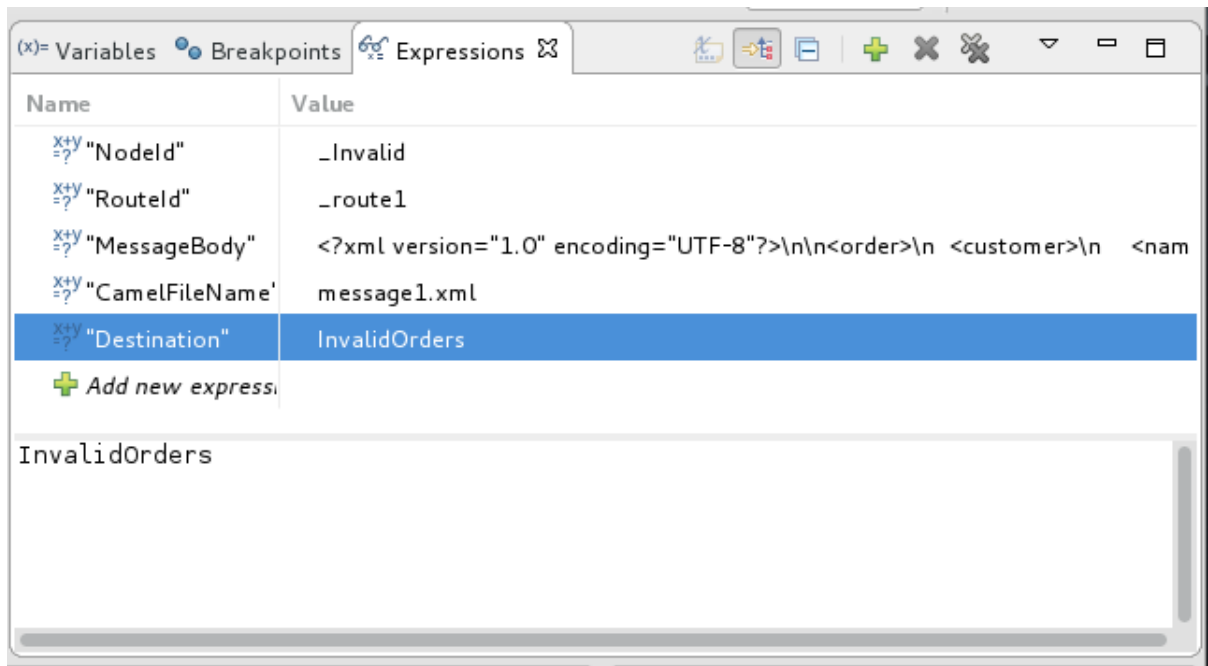 (x)= Variables Breakpoints Expressions
Name Value
"NodeId" _Invalid
"RouteId" _route1
"MessageBody" <?xml version="1.0" encoding="UTF-8"?>\n\n<order>\n <customer>\n <nam
"CamelFileName' message1.xml
"Destination" InvalidOrders
Add new expressi
InvalidOrders